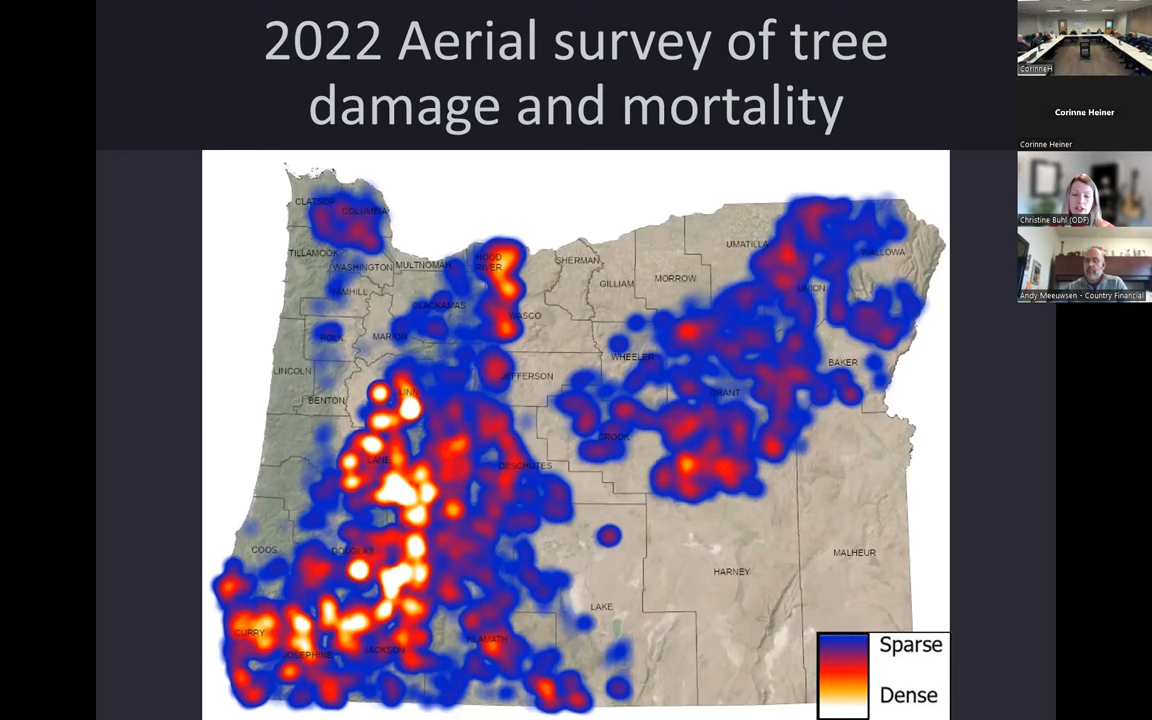 2022 Aerial survey of tree
damage and mortality
CLATSOP
COLUMBIA
TILLAMOOK
WASHINGTON
MULTNOMAH
HOOD
RIVER
SHERMAN
UMATILLA
WALLOWA
GILLIAM
MORROW
UNION
YAMHILL
CLACKAMAS
WASCO
POLK
MARION
WHEELER
BAKER
LINCOLN
JEFFERSON
LINN
BENTON
GRANT
CROOK
LANE
DESCHUTES
COOS
DOUGLAS
MALHEUR
HARNEY
LAKE
CURRY
KLAMATH
JOSEPHINE
JACKSON
Sparse
Dense
CorinneH
Corinne Heiner
Corinne Heiner
Christine Buhl (ODF)
Andy Meeuwsen - Country Financial